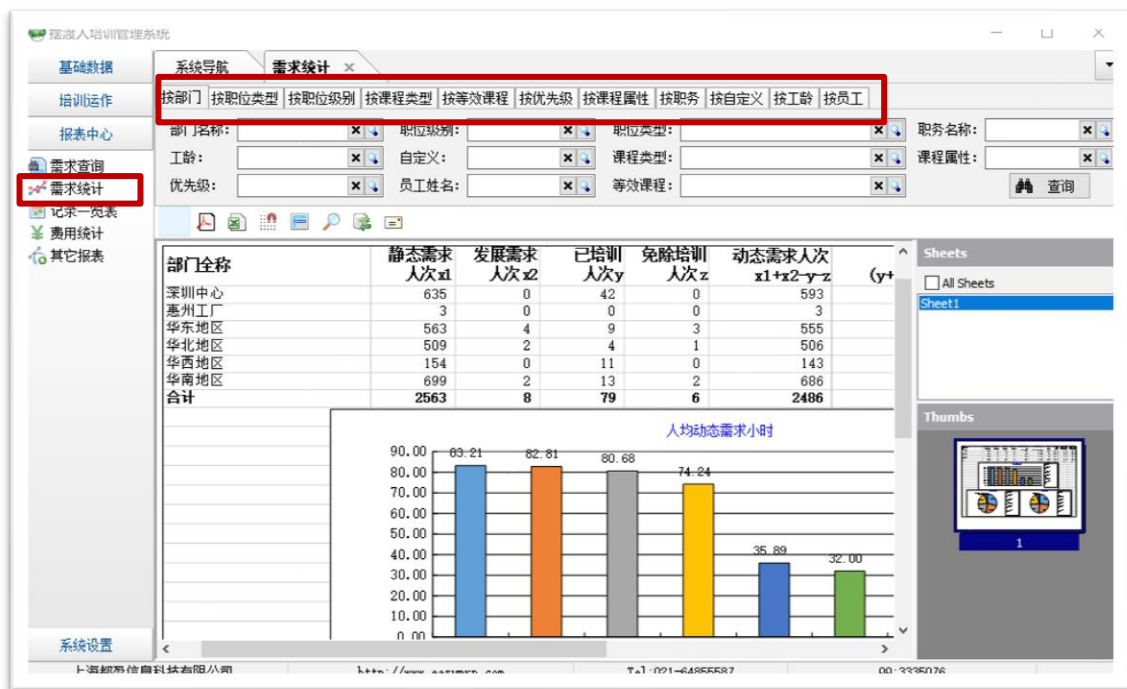 摆渡人培训管理系统
基础数据
培训运作
报表中心
需求查询
需求统计
记录一览表
费用统计
其它报表
系统设置
系统导航 需求统计
按部门 按职位类型 按职位级别 按课程类型 按等效课程 按优先级 按课程属性 按职务 按自定义 按工龄 按员工
部门名称： 职位级别： 职位类型： 职务名称：
工龄： 自定义： 课程类型： 课程属性：
优先级： 员工姓名： 等效课程： 查询
部门全称 静态需求人次x1 发展需求人次x2 已培训人次y 免除培训人次z 动态需求人次x1+x2-y-z (y+
深圳中心 635 0 42 0 593
惠州工厂 3 0 0 0 3
华东地区 563 4 9 3 555
华北地区 509 2 4 1 506
华西地区 154 0 11 0 143
华南地区 699 2 13 2 686
合计 2563 8 79 6 2486
人均动态需求小时
90.00
80.00
70.00
60.00
50.00
40.00
30.00
20.00
10.00
0.00
83.21 82.81 80.68 74.24 35.89 32.00
Sheets
All Sheets
Sheet1
Thumbs
1
Tel:021-64855587
QQ:3335076